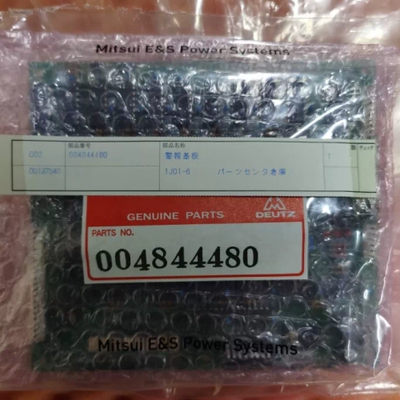 Mitsui E&S Power Systems
部品番号 部品名称
002 004844480 警報基板 1
00187540 1J01-6 パーツセンタ倉庫
GENUINE PARTS DEUTZ
PARTS NO.
004844480
Mitsui E&S Power Systems